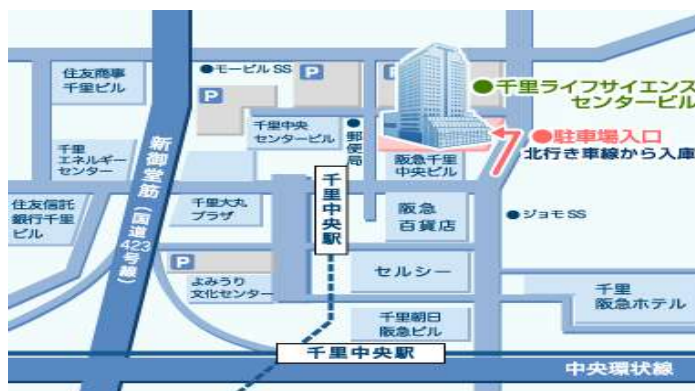 住友商事
千里ビル
●モービルSS
P
P
P
●千里ライフサイエンス
センタービル
千里中央
センタービル
●郵便局
●駐車場入口
北行き車線から入庫
阪急千里
中央ビル
千里
エネルギー
センター
新御堂筋(国道423号線)
千里中央駅
住友信託
銀行千里
ビル
千里大丸
プラザ
阪急
百貨店
●ジョモSS
P
よみうり
文化センター
セルシー
千里
阪急ホテル
千里朝日
阪急ビル
千里中央駅
中央環状線